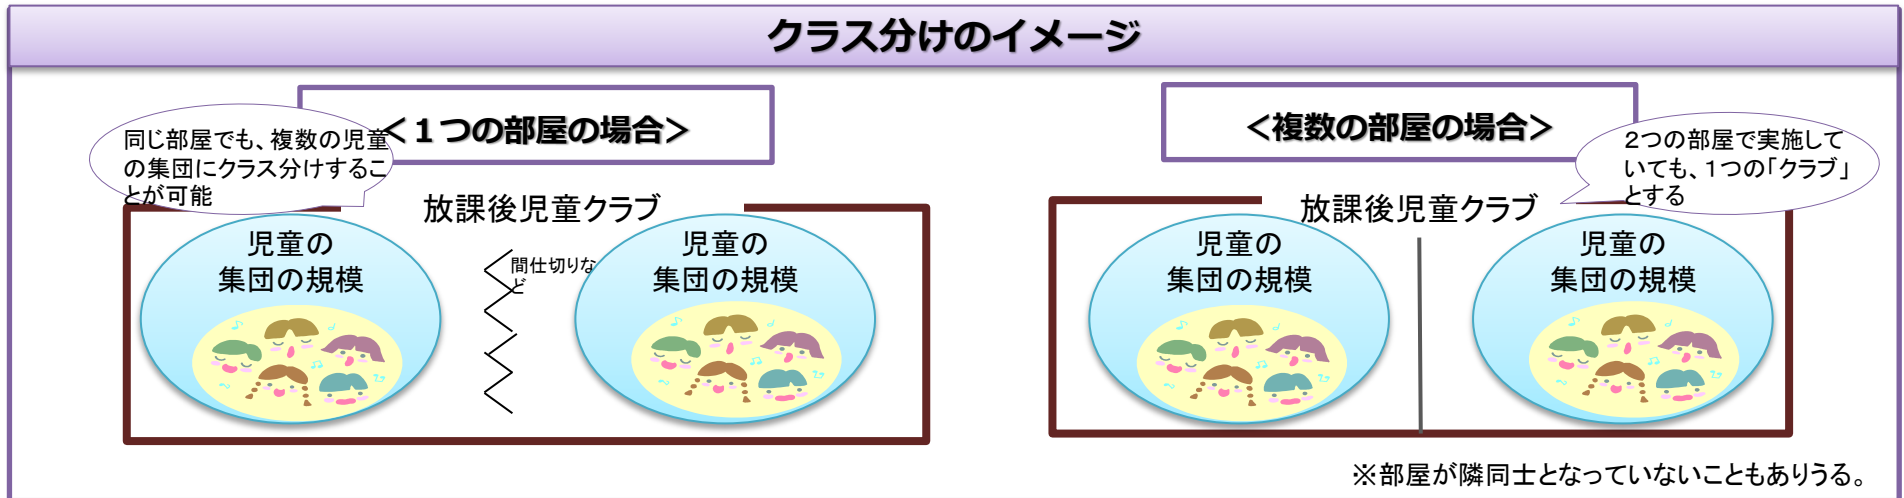 クラス分けのイメージ
<１つの部屋の場合>
同じ部屋でも、複数の児童
の集団にクラス分けするこ
とが可能
放課後児童クラブ
児童の
集団の規模
間仕切りな
ど
児童の
集団の規模
<複数の部屋の場合>
２つの部屋で実施して
いても、１つの「クラブ」
とする
放課後児童クラブ
児童の
集団の規模
児童の
集団の規模
※部屋が隣同士となっていないこともありうる。